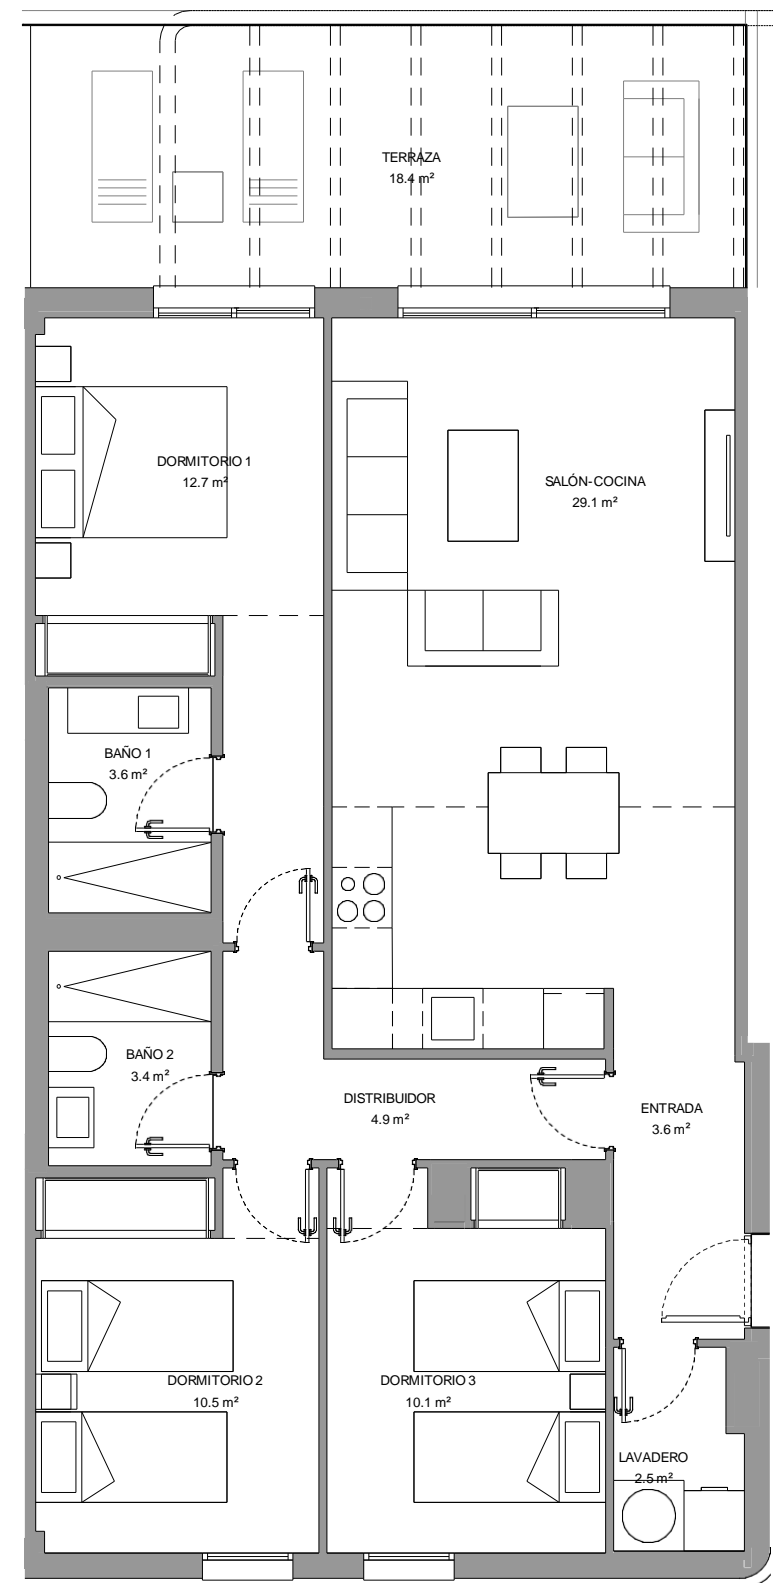 TERRAZA
18.4 m²
DORMITORIO 1
12.7 m²
SALÓN-COCINA
29.1 m²
BAÑO 1
3.6 m²
BAÑO 2
3.4 m²
DISTRIBUIDOR
4.9 m²
ENTRADA
3.6 m²
DORMITORIO 2
10.5 m²
DORMITORIO 3
10.1 m²
LAVADERO
2.5 m²